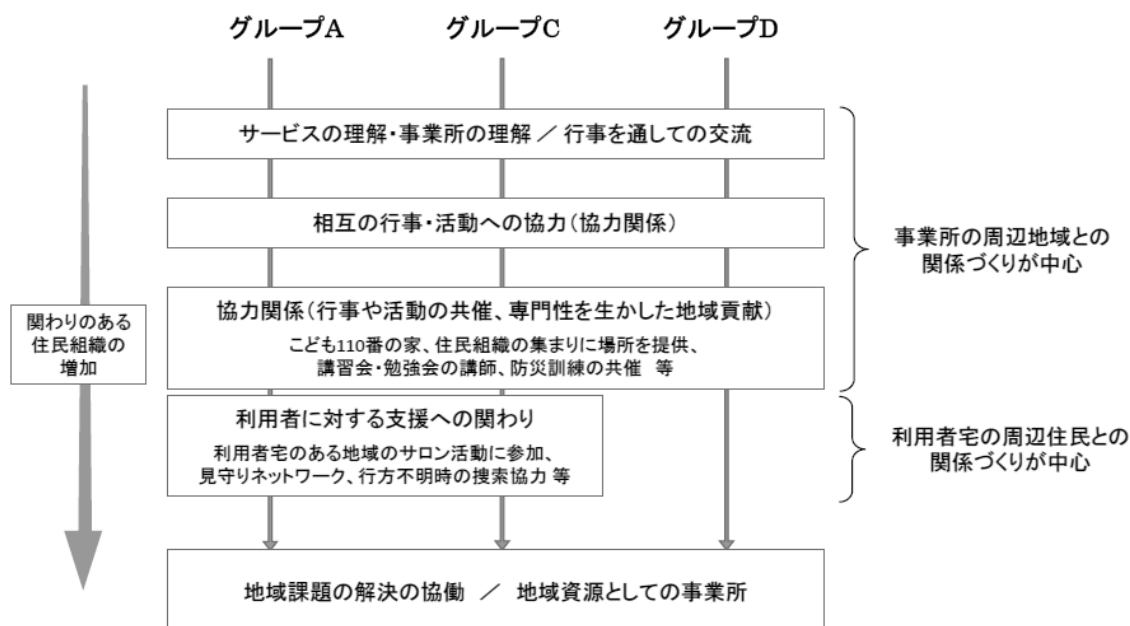 グループA
グループC
グループD
サービスの理解・事業所の理解 / 行事を通しての交流
相互の行事・活動への協力(協力関係)
事業所の周辺地域との
関係づくりが中心
関わりのある
住民組織の
増加
協力関係(行事や活動の共催、専門性を生かした地域貢献)
こども110番の家、住民組織の集まりに場所を提供、
講習会・勉強会の講師、防災訓練の共催 等
利用者に対する支援への関わり
利用者宅のある地域のサロン活動に参加、
見守りネットワーク、行方不明時の捜索協力 等
利用者宅の周辺住民との
関係づくりが中心
地域課題の解決の協働 / 地域資源としての事業所